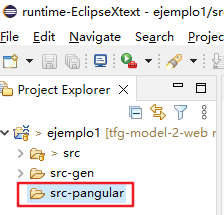 runtime-EclipseXtext - ejemplo1/sr
File Edit Navigate Search Project
Project Explorer
> ejemplo1 [tfg-model-2-web
> src
src-gen
src-pangular